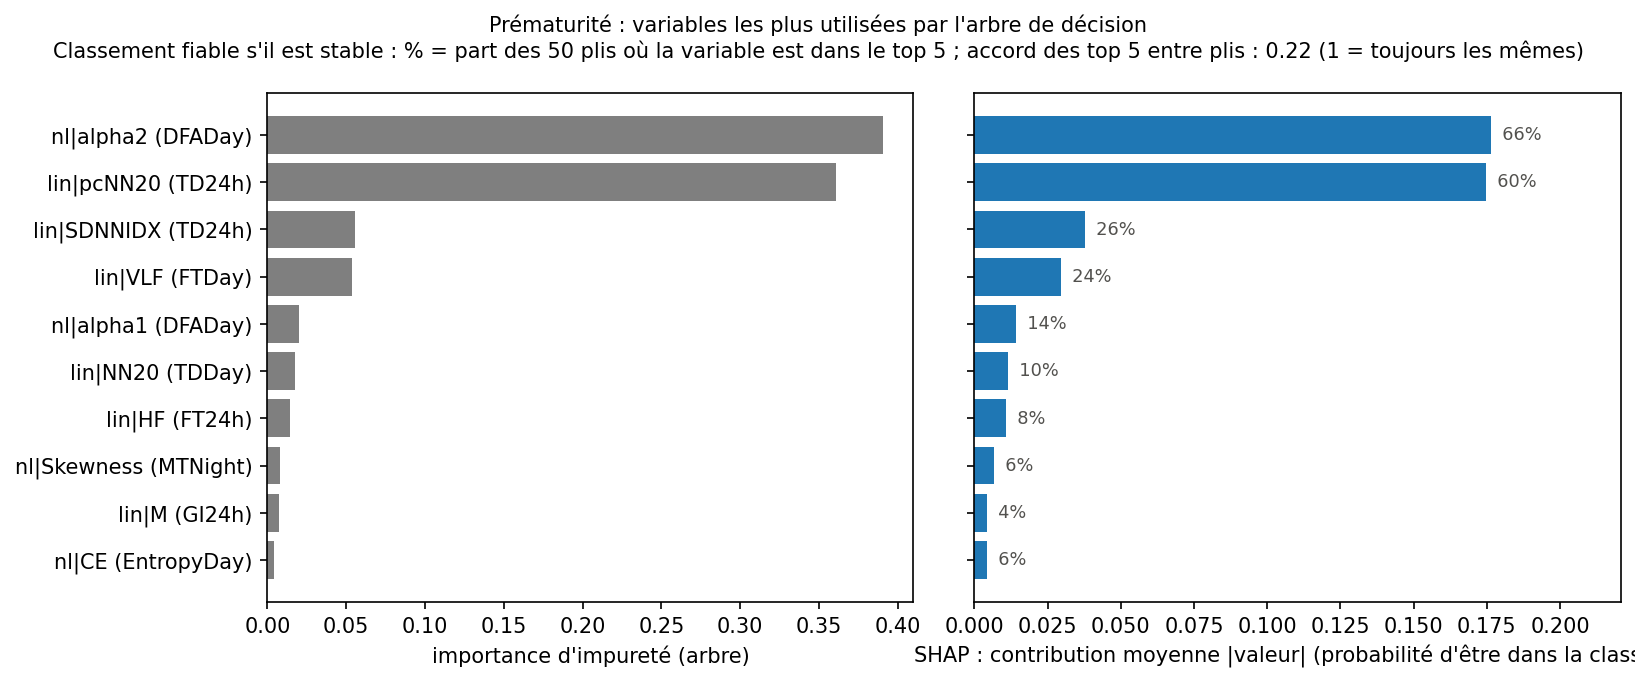 Prématurité : variables les plus utilisées par l'arbre de décision
Classement fiable s'il est stable : % = part des 50 plis où la variable est dans le top 5 ; accord des top 5 entre plis : 0.22 (1 = toujours les mêmes)
nl|alpha2 (DFADay)
lin|pcNN20 (TD24h)
lin|SDNNIDX (TD24h)
lin|VLF (FTDay)
nl|alpha1 (DFADay)
lin|NN20 (TDDay)
lin|HF (FT24h)
nl|Skewness (MTNight)
lin|M (GI24h)
nl|CE (EntropyDay)
0.00 0.05 0.10 0.15 0.20 0.25 0.30 0.35 0.40
importance d'impureté (arbre)
66%
60%
26%
24%
14%
10%
8%
6%
4%
6%
0.000 0.025 0.050 0.075 0.100 0.125 0.150 0.175 0.200
SHAP : contribution moyenne |valeur| (probabilité d'être dans la clas